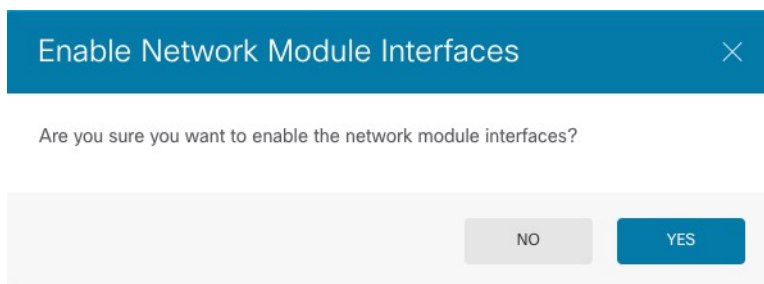 Enable Network Module Interfaces
Are you sure you want to enable the network module interfaces?
NO
YES